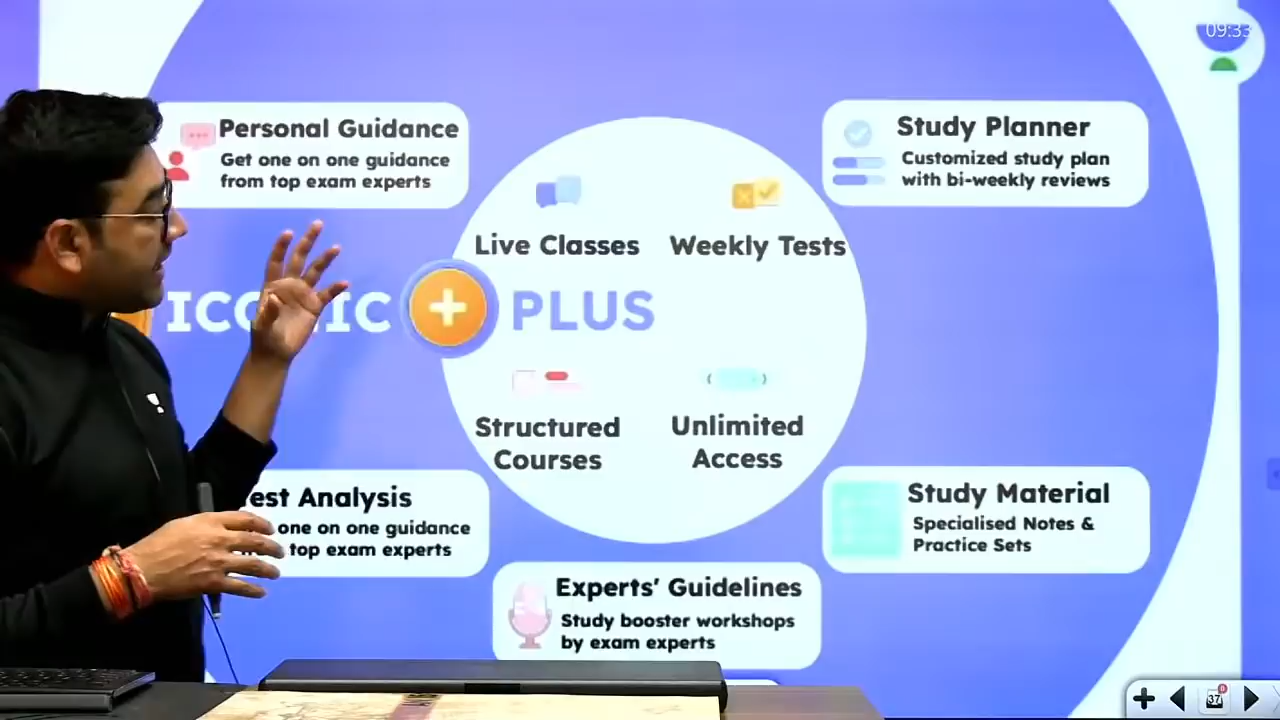 09:33
Personal Guidance
Get one on one guidance
from top exam experts
Study Planner
Customized study plan
with bi-weekly reviews
Live Classes
Weekly Tests
PLUS
Structured
Courses
Unlimited
Access
Analysis
one on one guidance
top exam experts
Study Material
Specialised Notes &
Practice Sets
Experts' Guidelines
Study booster workshops
by exam experts
37